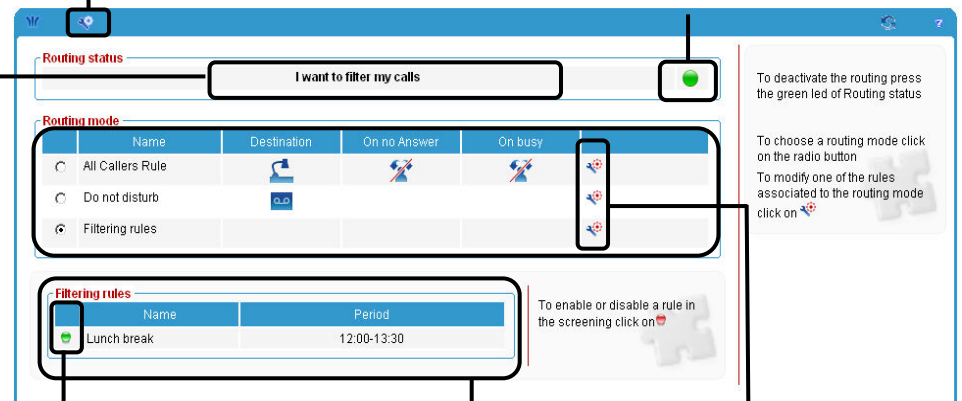 ?
Routing status
I want to filter my calls
To deactivate the routing press
the green led of Routing status
Routing mode
Name Destination On no Answer On busy
All Callers Rule
Do not disturb
Filtering rules
To choose a routing mode click
on the radio button
To modify one of the rules
associated to the routing mode
click on
Filtering rules
Name Period
Lunch break 12:00-13:30
To enable or disable a rule in
the screening click on